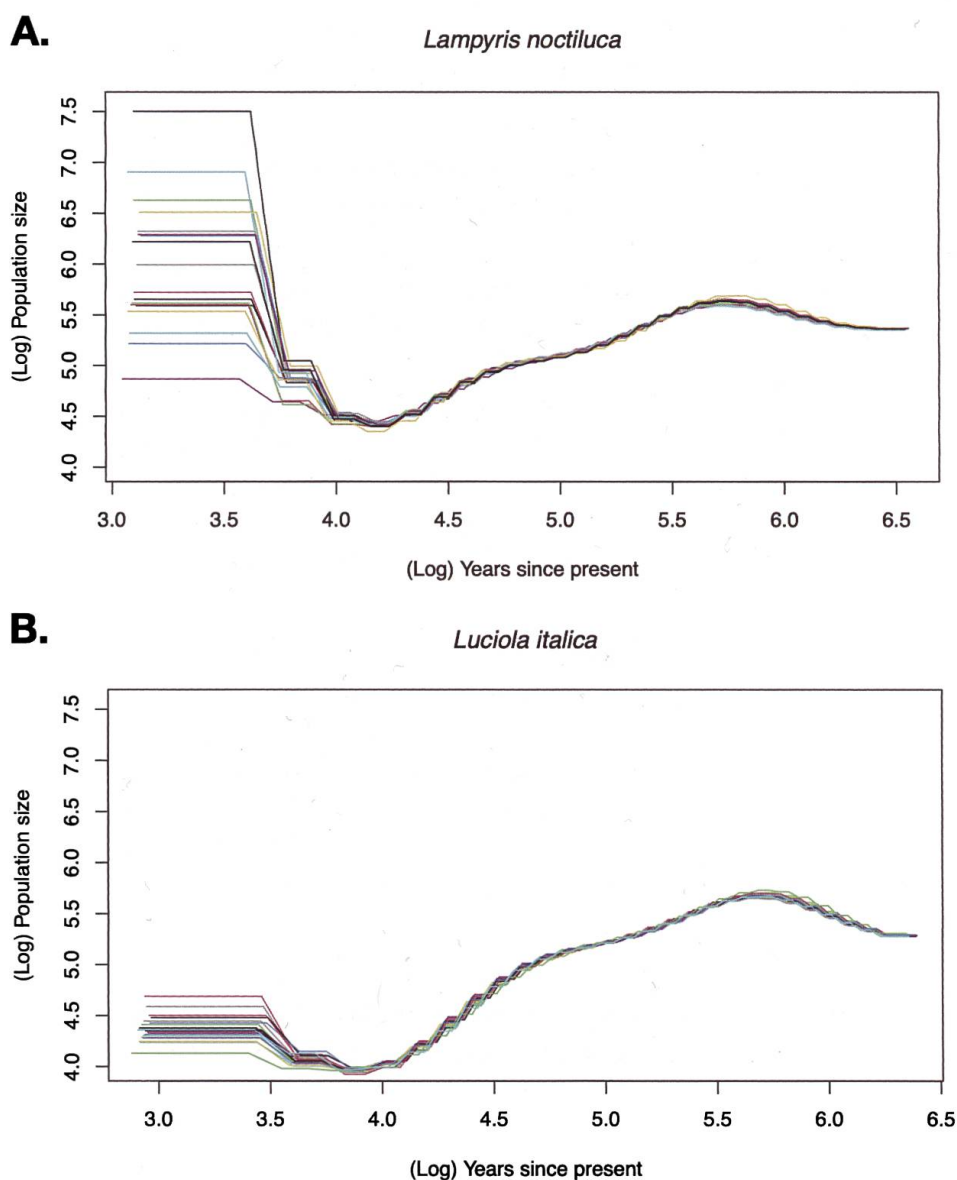 A.
Lampyris noctiluca
(Log) Population size
7.5
7.0
6.5
6.0
5.5
5.0
4.5
4.0
3.0 3.5 4.0 4.5 5.0 5.5 6.0 6.5
(Log) Years since present
B.
Luciola italica
(Log) Population size
7.5
7.0
6.5
6.0
5.5
5.0
4.5
4.0
3.0 3.5 4.0 4.5 5.0 5.5 6.0 6.5
(Log) Years since present